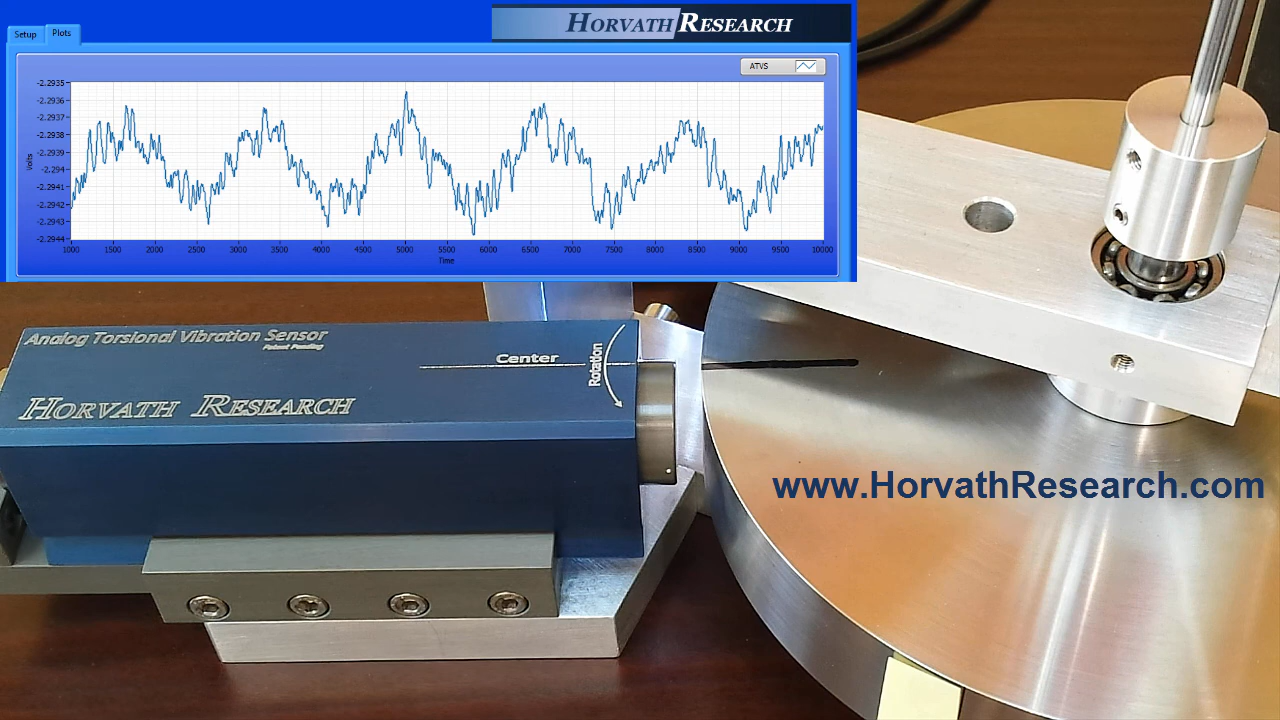 HORVATH RESEARCH
Setup
Plots
ATVS
-2.2935
-2.2936
-2.2937
-2.2938
-2.2939
-2.294
-2.2941
-2.2942
-2.2943
-2.2944
Volts
1000 1500 2000 2500 3000 3500 4000 4500 5000 5500 6000 6500 7000 7500 8000 8500 9000 9500 10000
Time
Analog Torsional Vibration Sensor
Patent Pending
Center
Rotation
HORVATH RESEARCH
www.HorvathResearch.com